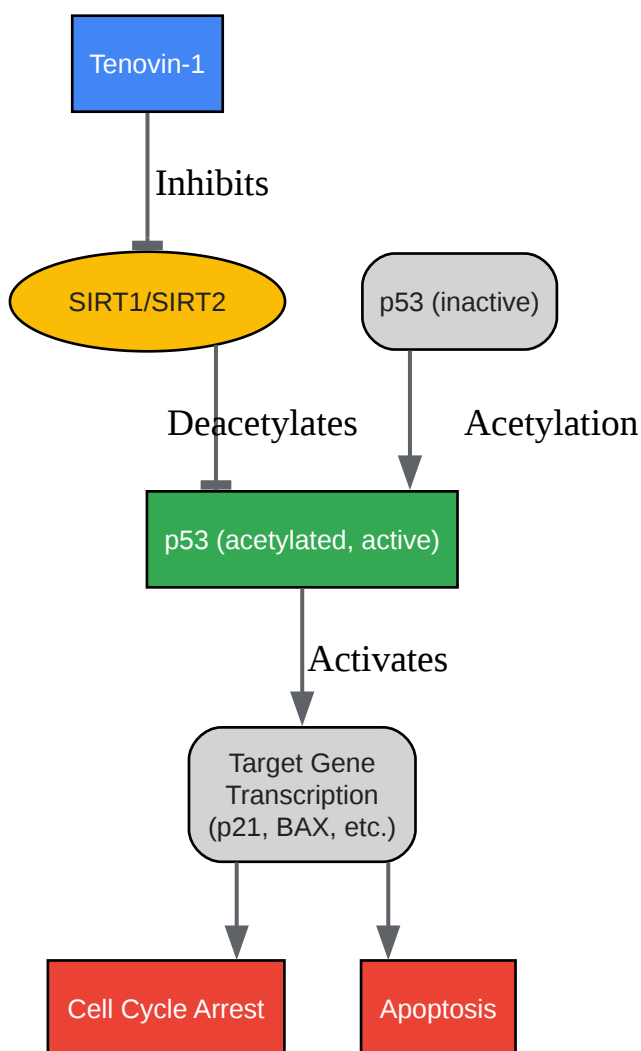 Tenovin-1
Inhibits
SIRT1/SIRT2
p53 (inactive)
Deacetylates
Acetylation
p53 (acetylated, active)
Activates
Target Gene
Transcription
(p21, BAX, etc.)
Cell Cycle Arrest
Apoptosis